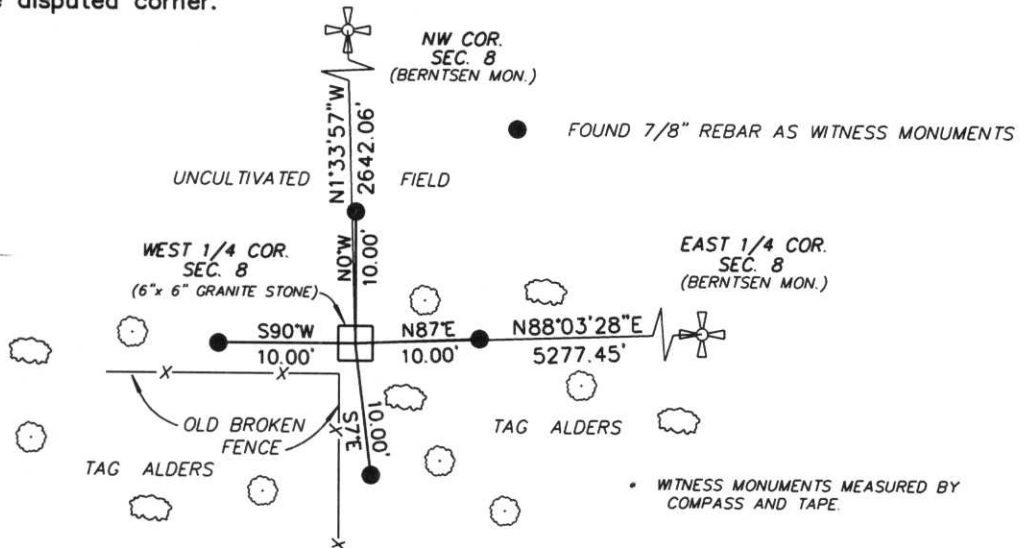 disputed corner.
NW COR.
SEC. 8
(BERNTSEN MON.)
FOUND 7/8" REBAR AS WITNESS MONUMENTS
N1°33'57"W
2642.06'
UNCULTIVATED FIELD
N0°W
10.00'
WEST 1/4 COR.
SEC. 8
(6"x 6" GRANITE STONE)
EAST 1/4 COR.
SEC. 8
(BERNTSEN MON.)
S90°W
10.00'
N87°E
10.00'
N88°03'28"E
5277.45'
X X
OLD BROKEN
FENCE
X
S7°E
10.00'
TAG ALDERS
TAG ALDERS
• WITNESS MONUMENTS MEASURED BY
COMPASS AND TAPE.
X